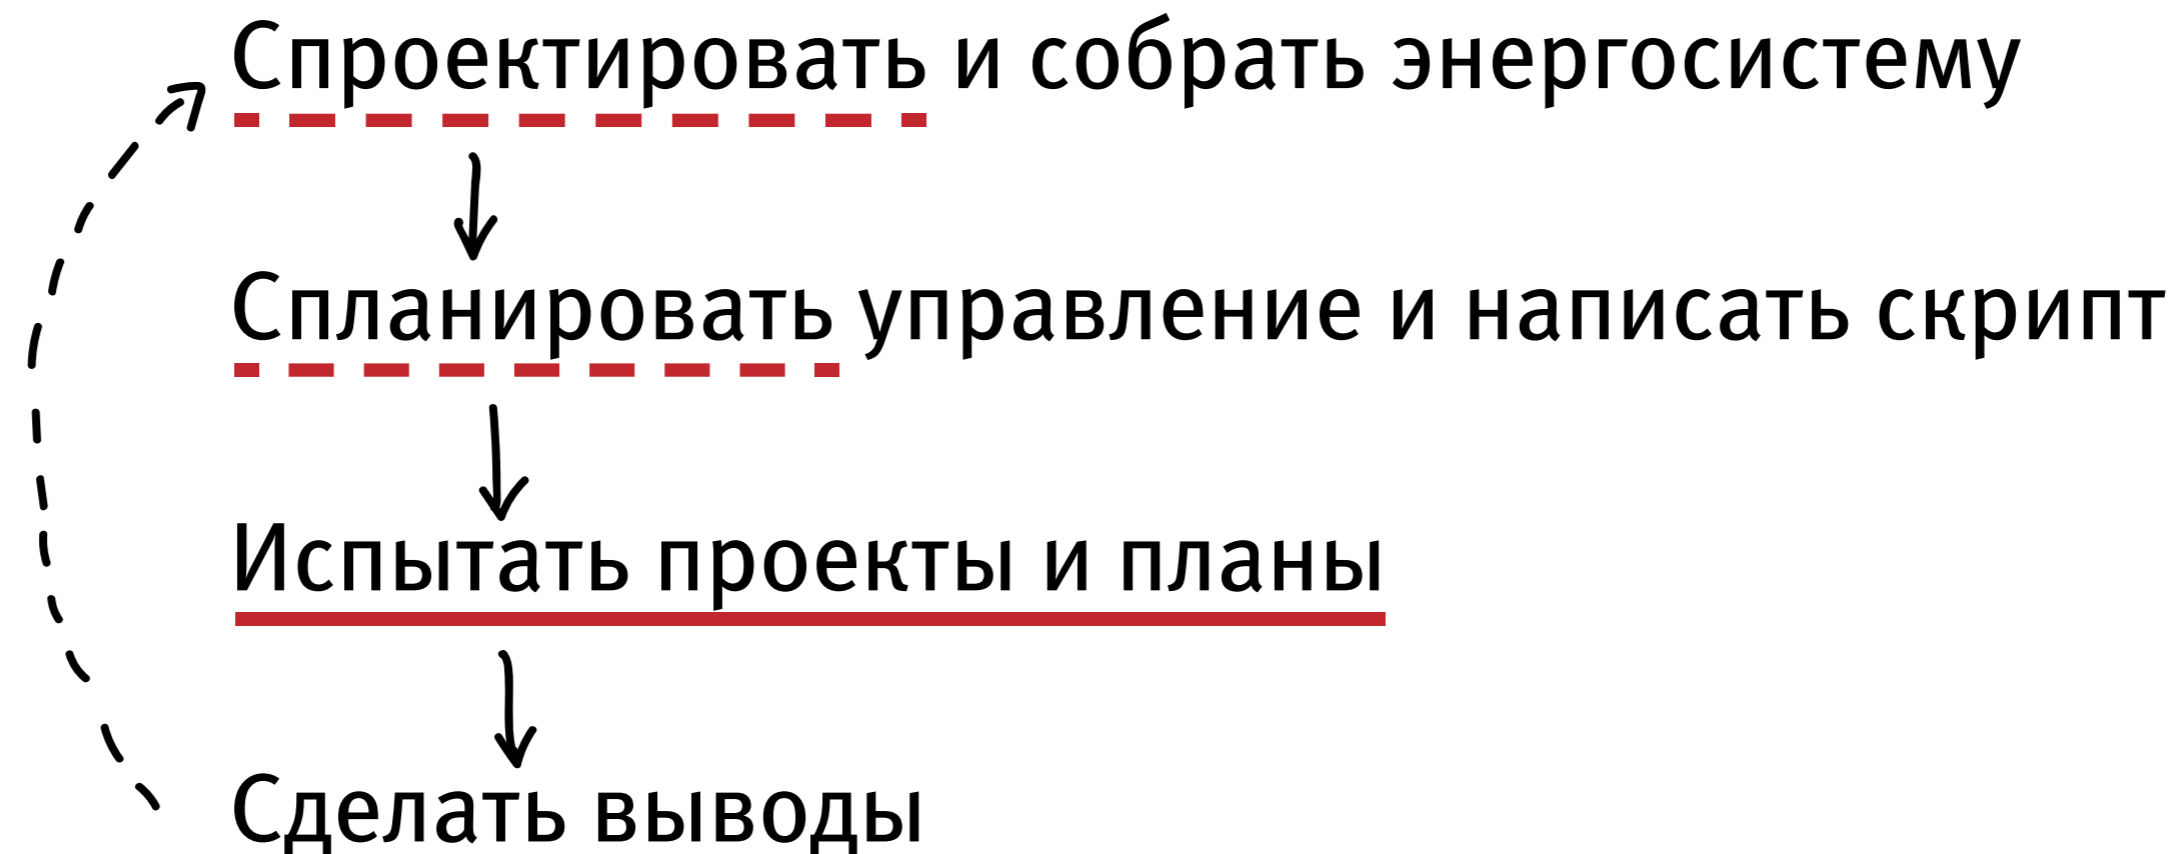 Спроектировать и собрать энергосистему
Спланировать управление и написать скрипт
Испытать проекты и планы
Сделать выводы